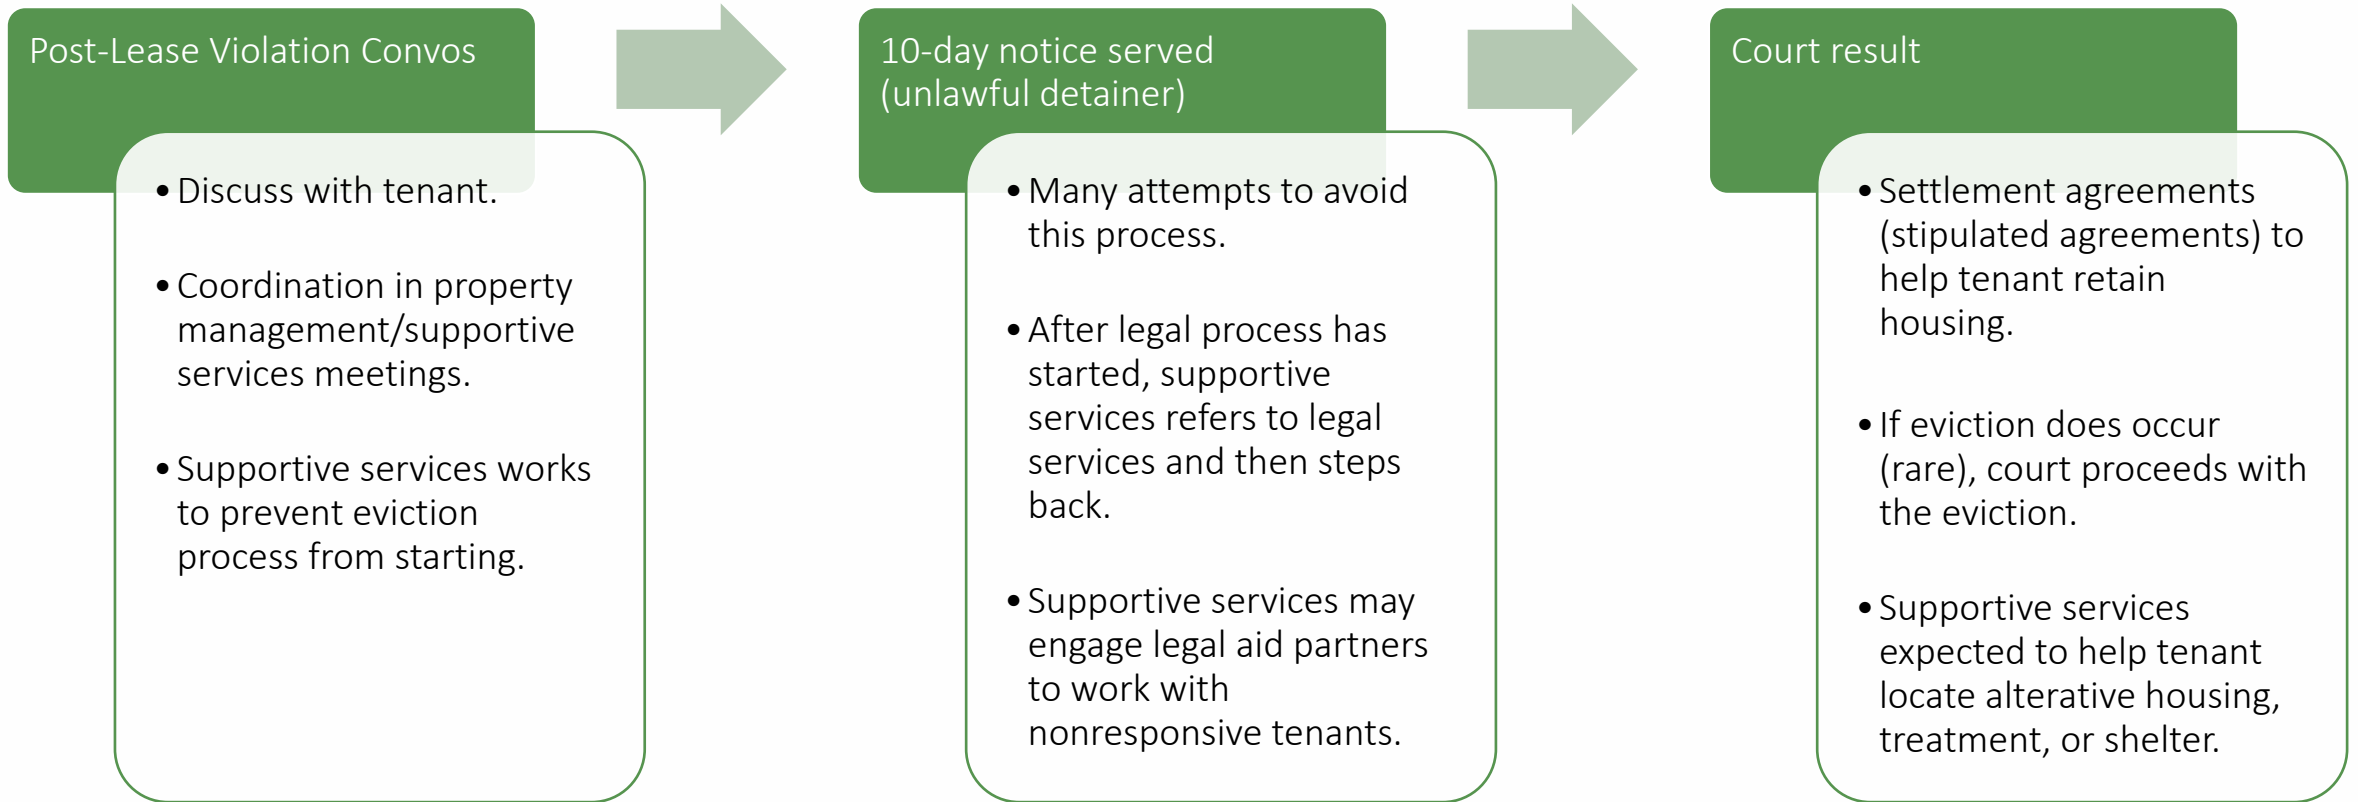 Post-Lease Violation Convos
• Discuss with tenant.
• Coordination in property
management/supportive
services meetings.
• Supportive services works
to prevent eviction
process from starting.
10-day notice served
(unlawful detainer)
• Many attempts to avoid
this process.
• After legal process has
started, supportive
services refers to legal
services and then steps
back.
• Supportive services may
engage legal aid partners
to work with
nonresponsive tenants.
Court result
• Settlement agreements
(stipulated agreements) to
help tenant retain
housing.
• If eviction does occur
(rare), court proceeds with
the eviction.
• Supportive services
expected to help tenant
locate alterative housing,
treatment, or shelter.